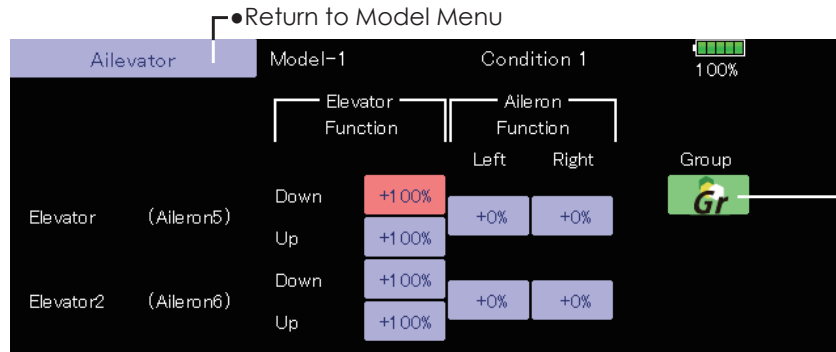 ●Return to Model Menu
Ailevator Model-1 Condition 1 100%
Elevator Function Aileron Function
Left Right Group
Elevator (Aileron5) Down +100% +0% +0% Gr
Up +100%
Elevator2 (Aileron6) Down +100% +0% +0%
Up +100%